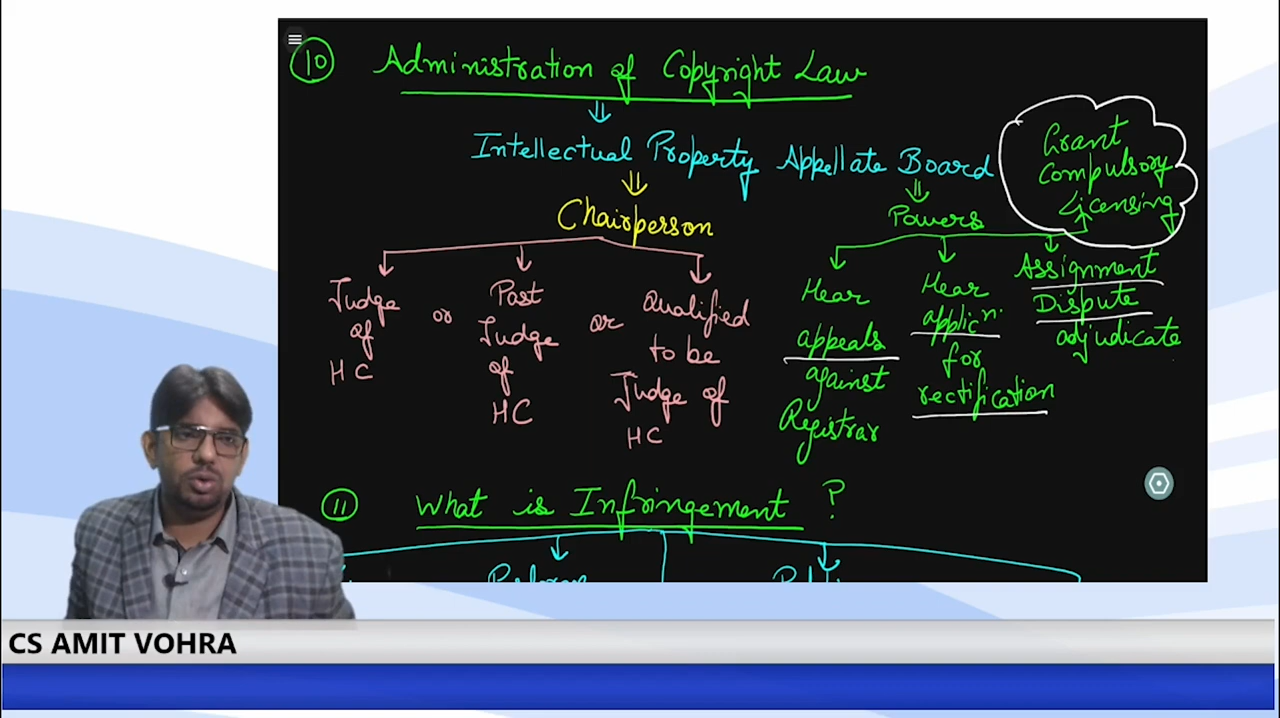 10 Administration of Copyright Law
Intellectual Property Appellate Board
Grant
Compulsory
Licensing
Chairperson
Powers
Judge
of
HC
or
Past
Judge
of
HC
or
Qualified
to be
Judge of
HC
Hear
appeals
against
Registrar
Hear
applicn.
for
rectification
Assignment
Dispute
adjudicate
11 What is Infringement ?
CS AMIT VOHRA